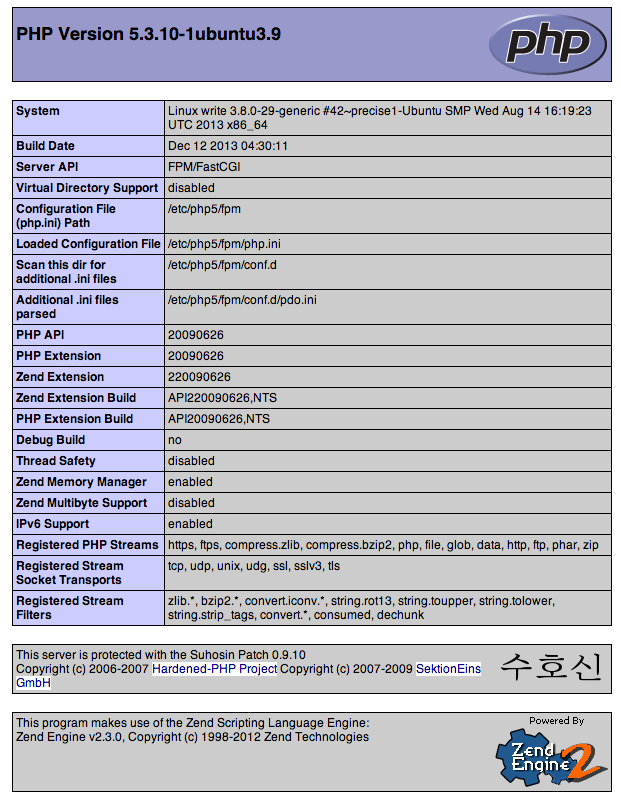 PHP Version 5.3.10-1ubuntu3.9
php
System Linux write 3.8.0-29-generic #42~precise1-Ubuntu SMP Wed Aug 14 16:19:23
UTC 2013 x86_64
Build Date Dec 12 2013 04:30:11
Server API FPM/FastCGI
Virtual Directory Support disabled
Configuration File /etc/php5/fpm
(php.ini) Path
Loaded Configuration File /etc/php5/fpm/php.ini
Scan this dir for /etc/php5/fpm/conf.d
additional .ini files
Additional .ini files /etc/php5/fpm/conf.d/pdo.ini
parsed
PHP API 20090626
PHP Extension 20090626
Zend Extension 220090626
Zend Extension Build API220090626,NTS
PHP Extension Build API20090626,NTS
Debug Build no
Thread Safety disabled
Zend Memory Manager enabled
Zend Multibyte Support disabled
IPv6 Support enabled
Registered PHP Streams https, ftps, compress.zlib, compress.bzip2, php, file, glob, data, http, ftp, phar, zip
Registered Stream tcp, udp, unix, udg, ssl, sslv3, tls
Socket Transports
Registered Stream zlib.*, bzip2.*, convert.iconv.*, string.rot13, string.toupper, string.tolower,
Filters string.strip_tags, convert.*, consumed, dechunk
This server is protected with the Suhosin Patch 0.9.10
Copyright (c) 2006-2007 Hardened-PHP Project Copyright (c) 2007-2009 SektionEins
GmbH
수호신
This program makes use of the Zend Scripting Language Engine:
Zend Engine v2.3.0, Copyright (c) 1998-2012 Zend Technologies
Powered By
Zend
Engine 2